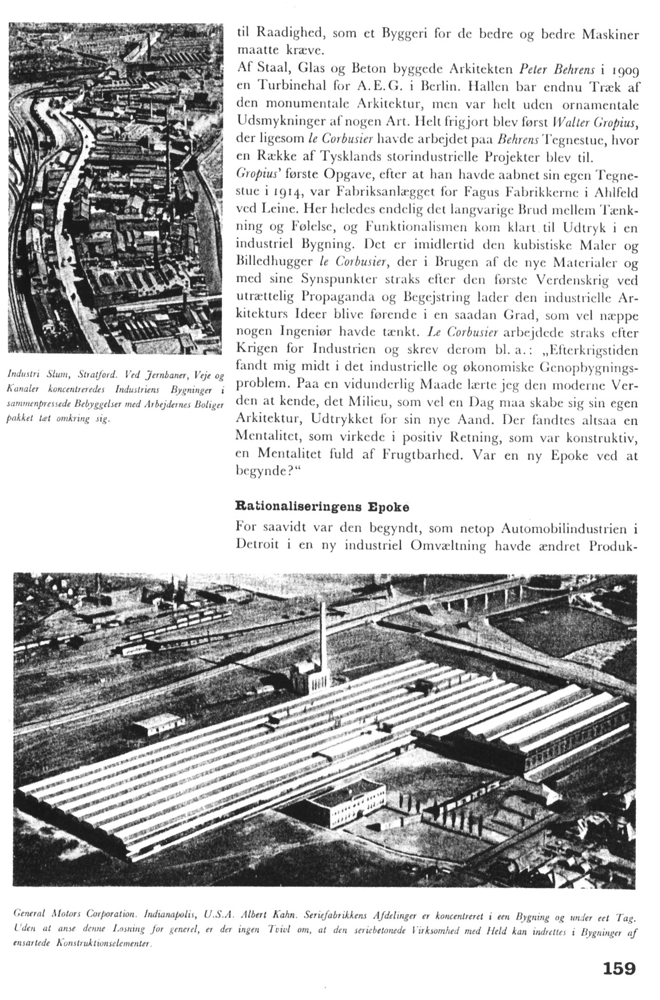 til Raadighed, som et Byggeri for de bedre og bedre Maskiner
maatte kræve.
Af Staal, Glas og Beton byggede Arkitekten Peter Behrens i 1909
en Turbinehal for A.E.G. i Berlin. Hallen bar endnu Træk af
den monumentale Arkitektur, men var helt uden ornamentale
Udsmykninger af nogen Art. Helt frigjort blev først Walter Gropius,
der ligesom le Corbusier havde arbejdet paa Behrens Tegnestue, hvor
en Række af Tysklands storindustrielle Projekter blev til.
Gropius' første Opgave, efter at han havde aabnet sin egen Tegne-
stue i 1914, var Fabriksanlægget for Fagus Fabrikkerne i Ahlfeld
ved Leine. Her heledes endelig det langvarige Brud mellem Tænk-
ning og Følelse, og Funktionalismen kom klart til Udtryk i en
industriel Bygning. Det er imidlertid den kubistiske Maler og
Billedhugger le Corbusier, der i Brugen af de nye Materialer og
med sine Synspunkter straks efter den første Verdenskrig ved
utrættelig Propaganda og Begejstring lader den industrielle Ar-
kitekturs Ideer blive førende i en saadan Grad, som vel næppe
nogen Ingeniør havde tænkt. Le Corbusier arbejdede straks efter
Krigen for Industrien og skrev derom bl. a.: „Efterkrigstiden
fandt mig midt i det industrielle og økonomiske Genopbygnings-
problem. Paa en vidunderlig Maade lærte jeg den moderne Ver-
den at kende, det Milieu, som vel en Dag maa skabe sig sin egen
Arkitektur, Udtrykket for sin nye Aand. Der fandtes altsaa en
Mentalitet, som virkede i positiv Retning, som var konstruktiv,
en Mentalitet fuld af Frugtbarhed. Var en ny Epoke ved at
begynde?“
Industri Slum, Stratford. Ved Jernbaner, Veje og
Kanaler koncentreredes Industriens Bygninger i
sammenpressede Bebyggelser med Arbejdernes Boliger
pakket tæt omkring sig.
Rationaliseringens Epoke
For saavidt var den begyndt, som netop Automobilindustrien i
Detroit i en ny industriel Omvæltning havde ændret Produk-
General Motors Corporation. Indianapolis, U.S.A. Albert Kahn. Seriefabrikkens Afdelinger er koncentreret i een Bygning og under eet Tag.
Uden at anse denne Løsning for generel, er der ingen Tvivl om, at den seriebetonede Virksomhed med Held kan indrettes i Bygninger af
ensartede Konstruktionselementer.
159